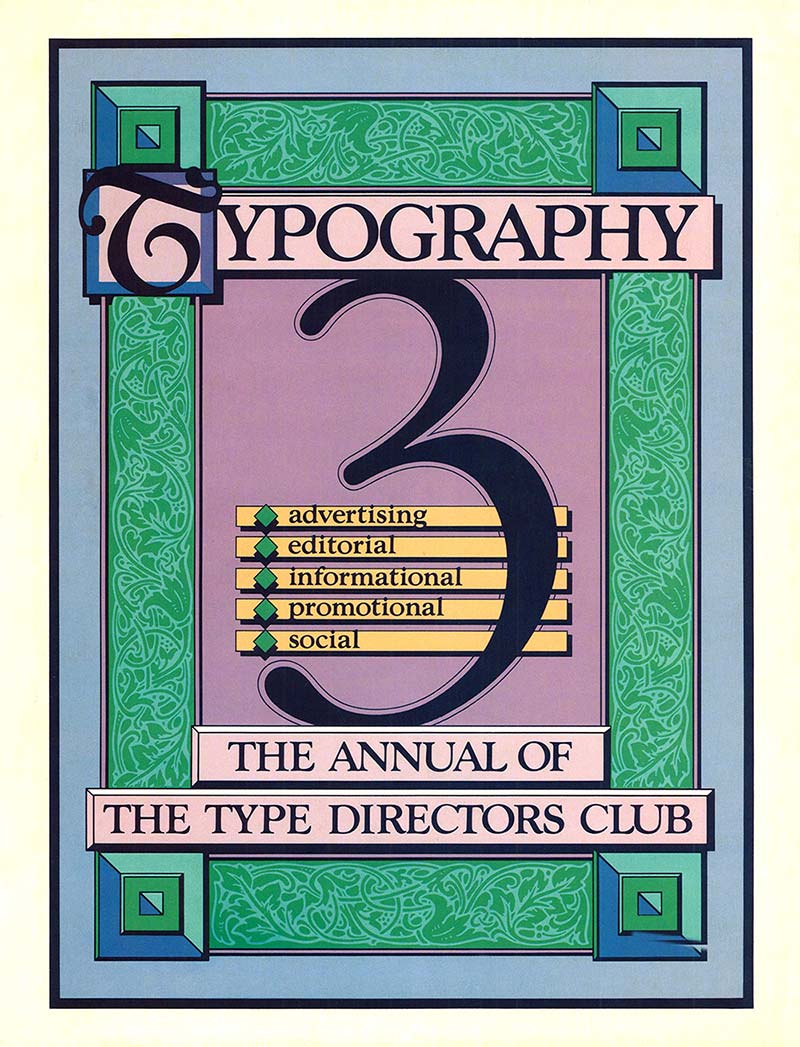 TYPOGRAPHY
3
advertising
editorial
informational
promotional
social
THE ANNUAL OF
THE TYPE DIRECTORS CLUB